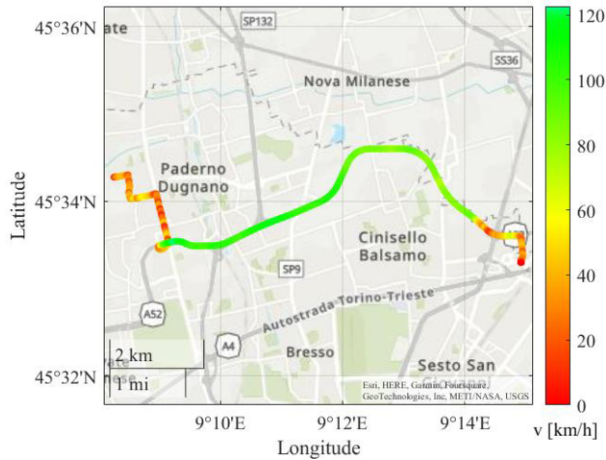 45°36'N
SP132
120
SS36
Nova Milanese
100
Paderno
Dugnano
80
Latitude
45°34'N
60
Cinisello
Balsamo
SP9
40
A52
Autostrada-Torino-Trieste
A4
20
2 km
Bresso
Sesto San
1 mi
45°32'N
Esri, HERE, Garmin, Foursquare,
GeoTechnologies, Inc, METI/NASA, USGS
0
9°10'E
9°12'E
9°14'E
v [km/h]
Longitude